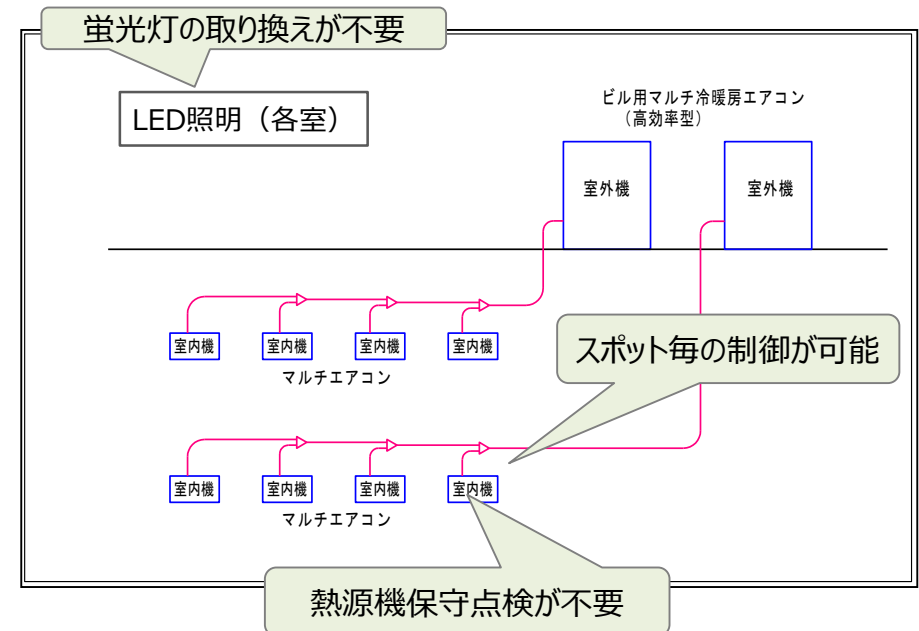 蛍光灯の取り換えが不要
LED照明（各室）
ビル用マルチ冷暖房エアコン
（高効率型）
室外機
室外機
室内機
室内機
室内機
室内機
マルチエアコン
スポット毎の制御が可能
室内機
室内機
室内機
室内機
マルチエアコン
熱源機保守点検が不要